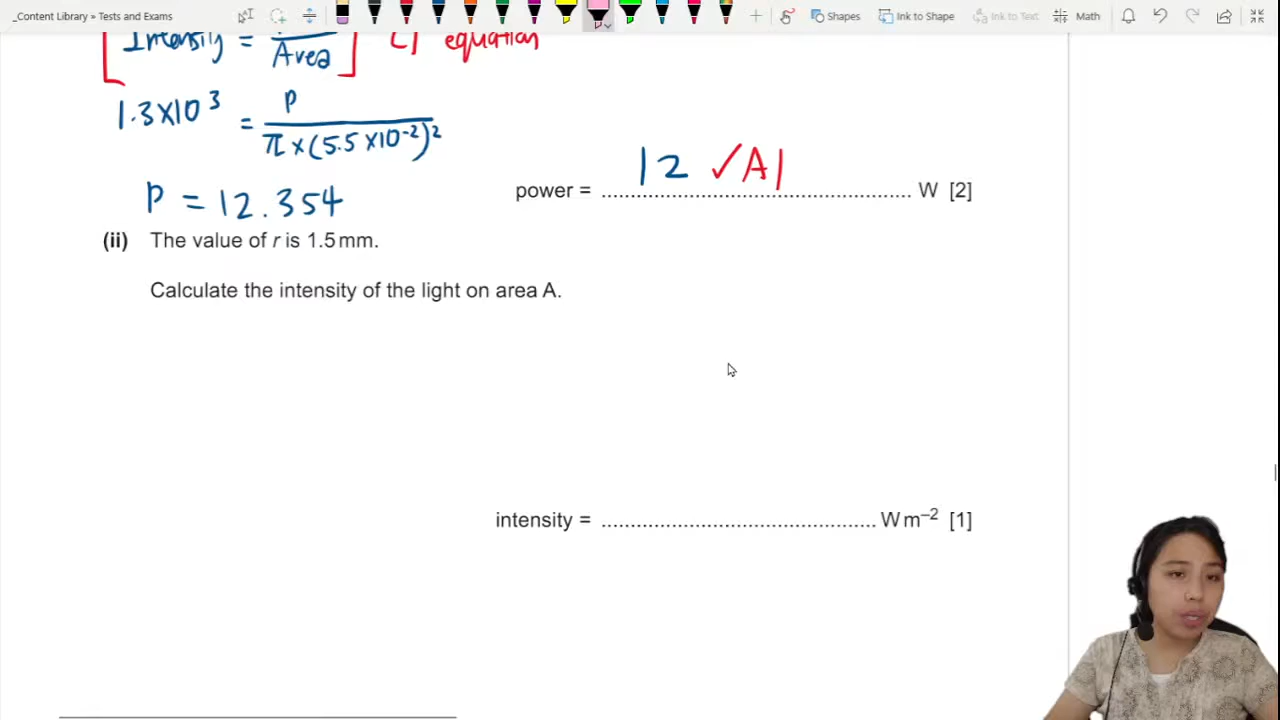 _Content Library » Tests and Exams
Shapes
Ink to Shape
Ink to Text
Math
Intensity = Area
C1 equation
1.3×10³ = P / π×(5.5×10⁻²)²
P = 12.354
power = 12 ✓A1 W [2]
(ii) The value of r is 1.5 mm.
Calculate the intensity of the light on area A.
intensity = ................................................ W m⁻² [1]